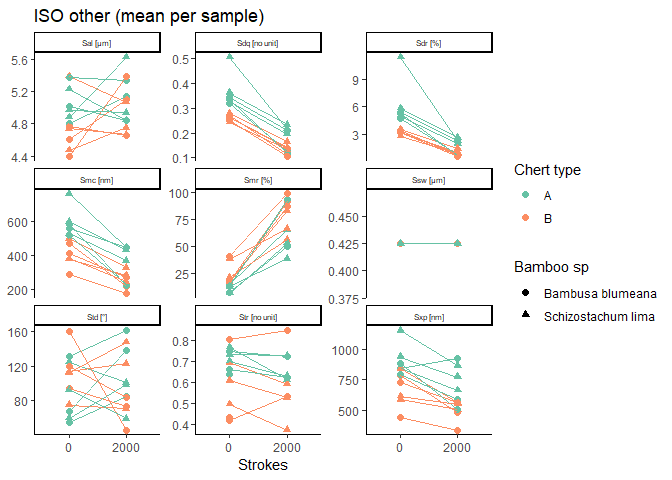 ISO other (mean per sample)
Sal [µm] Sdq [no unit] Sdr [%]
5.6
5.2
4.8
4.4
0.5
0.4
0.3
0.2
0.1
9
6
3
Smc [nm] Smr [%] Ssw [µm]
600
400
200
100
75
50
25
0.450
0.425
0.400
0.375
Std [°] Str [no unit] Sxp [nm]
160
120
80
0.8
0.7
0.6
0.5
0.4
1000
750
500
0 2000 0 2000 0 2000
Strokes
Chert type
A
B
Bamboo sp
Bambusa blumeana
Schizostachum lima